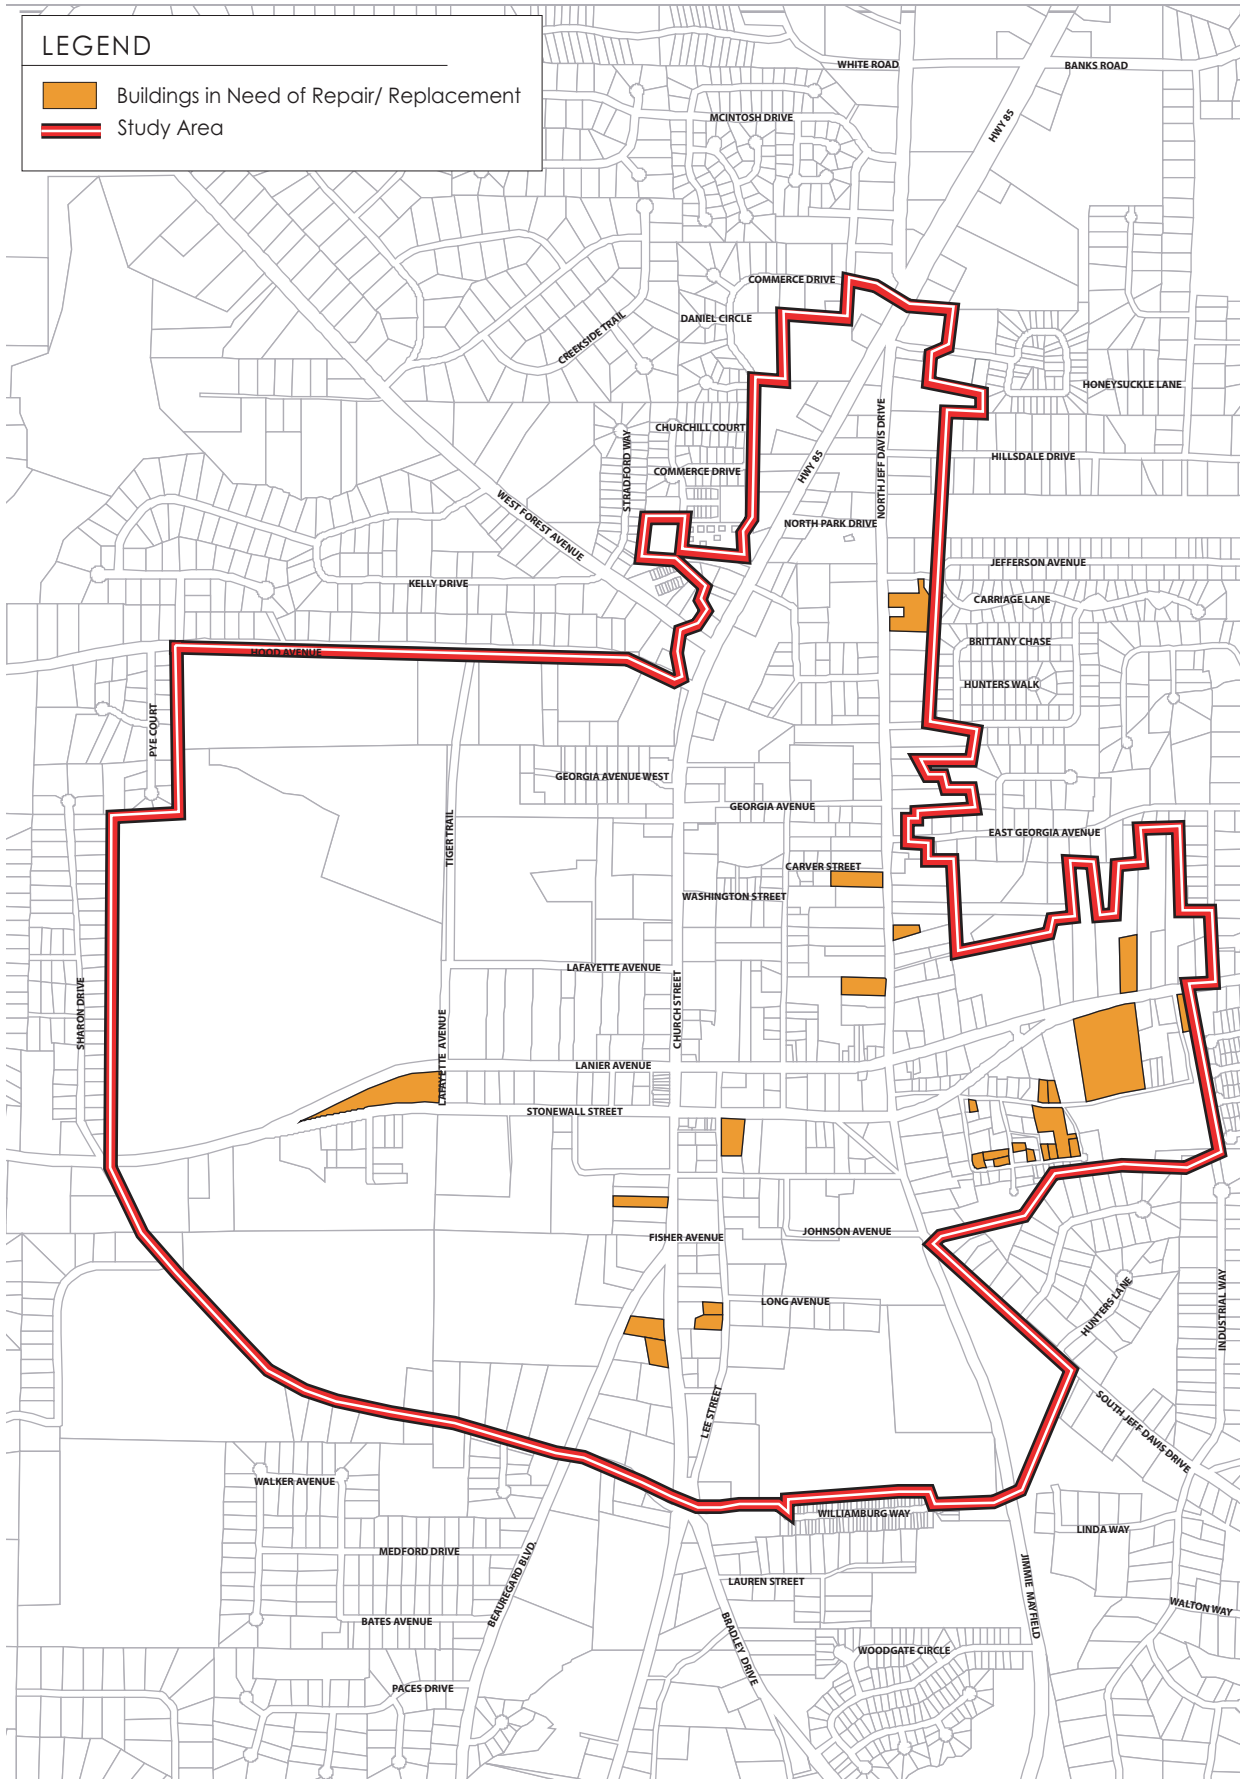 LEGEND
Buildings in Need of Repair/ Replacement
Study Area
WHITE ROAD
BANKS ROAD
MCINTOSH DRIVE
HWY 85
COMMERCE DRIVE
DANIEL CIRCLE
CREEKSIDE TRAIL
HONEYSUCKLE LANE
CHURCHILL COURT
NORTH JEFF DAVIS DRIVE
STRADFORD WAY
HILLSDALE DRIVE
COMMERCE DRIVE
HWY 85
WEST FOREST AVENUE
NORTH PARK DRIVE
JEFFERSON AVENUE
KELLY DRIVE
CARRIAGE LANE
BRITTANY CHASE
HOOD AVENUE
HUNTERS WALK
PYE COURT
GEORGIA AVENUE WEST
GEORGIA AVENUE
TIGER TRAIL
EAST GEORGIA AVENUE
CARVER STREET
WASHINGTON STREET
LAFAYETTE AVENUE
CHURCH STREET
SHARON DRIVE
LAFAYETTE AVENUE
LANIER AVENUE
STONEWALL STREET
JOHNSON AVENUE
FISHER AVENUE
LONG AVENUE
HUNTERS LANE
INDUSTRIAL WAY
LEE STREET
SOUTH JEFF DAVIS DRIVE
WALKER AVENUE
WILLIAMBURG WAY
LINDA WAY
MEDFORD DRIVE
BEAUREGARD BLVD.
LAUREN STREET
JIMMIE MAYFIELD
WALTON WAY
BATES AVENUE
BRADLEY DRIVE
WOODGATE CIRCLE
PACES DRIVE